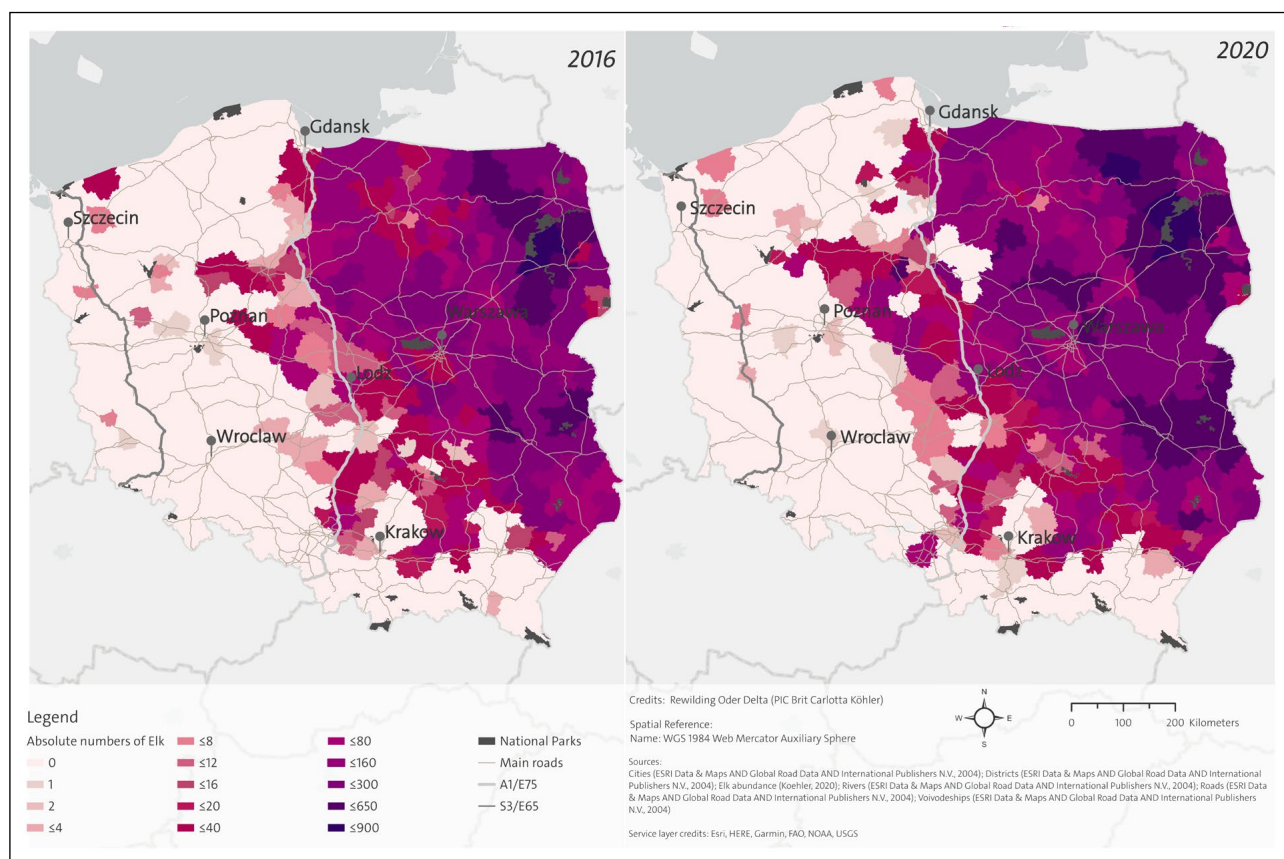 2016
Gdansk
Szczecin
Poznan
Warszawa
Lodz
Wroclaw
Krakow
2020
Gdansk
Szczecin
Poznan
Warszawa
Lodz
Wroclaw
Krakow
Legend
Absolute numbers of Elk
0
1
2
≤4
≤8
≤12
≤16
≤20
≤40
≤80
≤160
≤300
≤650
≤900
National Parks
Main roads
A1/E75
S3/E65
Credits: Rewilding Oder Delta (PIC Brit Carlotta Köhler)
Spatial Reference:
Name: WGS 1984 Web Mercator Auxiliary Sphere
N
W
E
S
0 100 200 Kilometers
Sources:
Cities (ESRI Data & Maps AND Global Road Data AND International Publishers N.V., 2004); Districts (ESRI Data & Maps AND Global Road Data AND International
Publishers N.V., 2004); Elk abundance (Koehler, 2020); Rivers (ESRI Data & Maps AND Global Road Data AND International Publishers N.V., 2004); Roads (ESRI Data
& Maps AND Global Road Data AND International Publishers N.V., 2004); Voivodeships (ESRI Data & Maps AND Global Road Data AND International Publishers
N.V., 2004)
Service layer credits: Esri, HERE, Garmin, FAO, NOAA, USGS